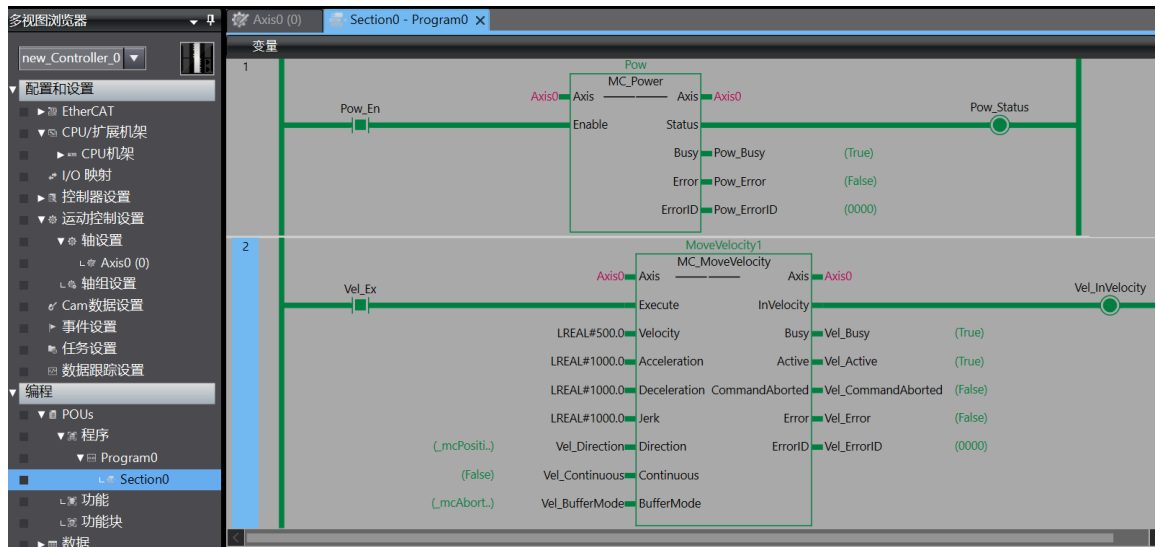 多视图浏览器
new_Controller_0
配置和设置
EtherCAT
CPU/扩展机架
CPU机架
I/O 映射
控制器设置
运动控制设置
轴设置
Axis0 (0)
轴组设置
Cam数据设置
事件设置
任务设置
数据跟踪设置
编程
POUs
程序
Program0
Section0
功能
功能块
数据
Axis0 (0) Section0 - Program0
变量
1
Pow
MC_Power
Axis0 Axis Axis Axis0
Pow_En Enable Status Pow_Status
Busy Pow_Busy (True)
Error Pow_Error (False)
ErrorID Pow_ErrorID (0000)
2
MoveVelocity1
MC_MoveVelocity
Axis0 Axis Axis Axis0
Vel_Ex Execute InVelocity Vel_InVelocity
LREAL#500.0 Velocity Busy Vel_Busy (True)
LREAL#1000.0 Acceleration Active Vel_Active (True)
LREAL#1000.0 Deceleration CommandAborted Vel_CommandAborted (False)
LREAL#1000.0 Jerk Error Vel_Error (False)
(_mcPositi..) Vel_Direction Direction ErrorID Vel_ErrorID (0000)
(False) Vel_Continuous Continuous
(_mcAbort..) Vel_BufferMode BufferMode